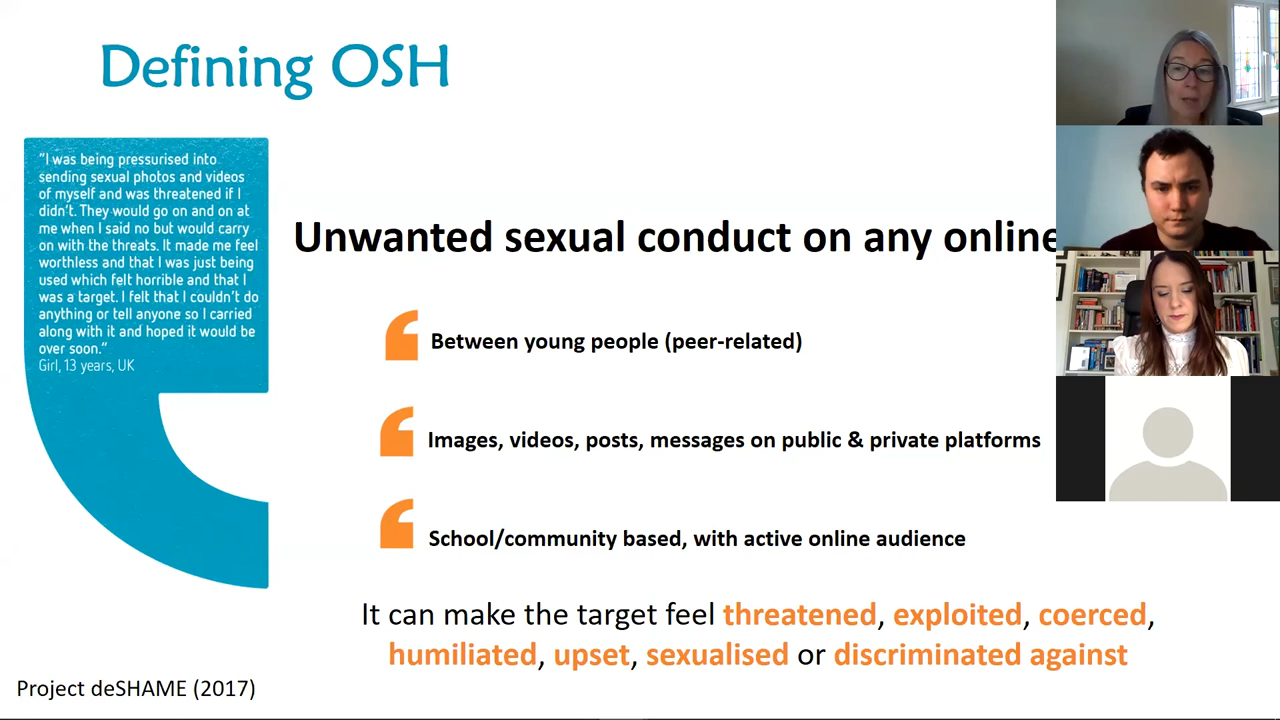 Defining OSH
“I was being pressurised into
sending sexual photos and videos
of myself and was threatened if I
didn’t. They would go on and on at
me when I said no but would carry
on with the threats. It made me feel
worthless and that I was just being
used which felt horrible and that I
was a target. I felt that I couldn’t do
anything or tell anyone so I carried
along with it and hoped it would be
over soon.”
Girl, 13 years, UK
Unwanted sexual conduct on any online
Between young people (peer-related)
Images, videos, posts, messages on public & private platforms
School/community based, with active online audience
It can make the target feel threatened, exploited, coerced,
humiliated, upset, sexualised or discriminated against
Project deSHAME (2017)